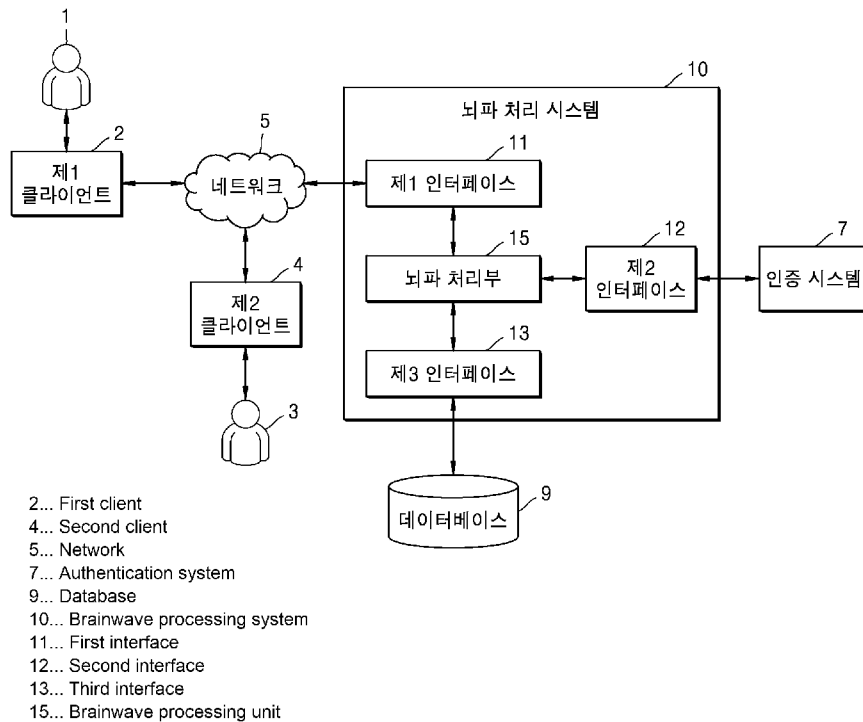 1
10
뇌파 처리 시스템
2
5
11
제1
클라이언트
네트워크
제1 인터페이스
4
15
12
7
제2
클라이언트
뇌파 처리부
제2
인터페이스
인증 시스템
13
제3 인터페이스
3
9
데이터베이스
2... First client
4... Second client
5... Network
7... Authentication system
9... Database
10... Brainwave processing system
11... First interface
12... Second interface
13... Third interface
15... Brainwave processing unit